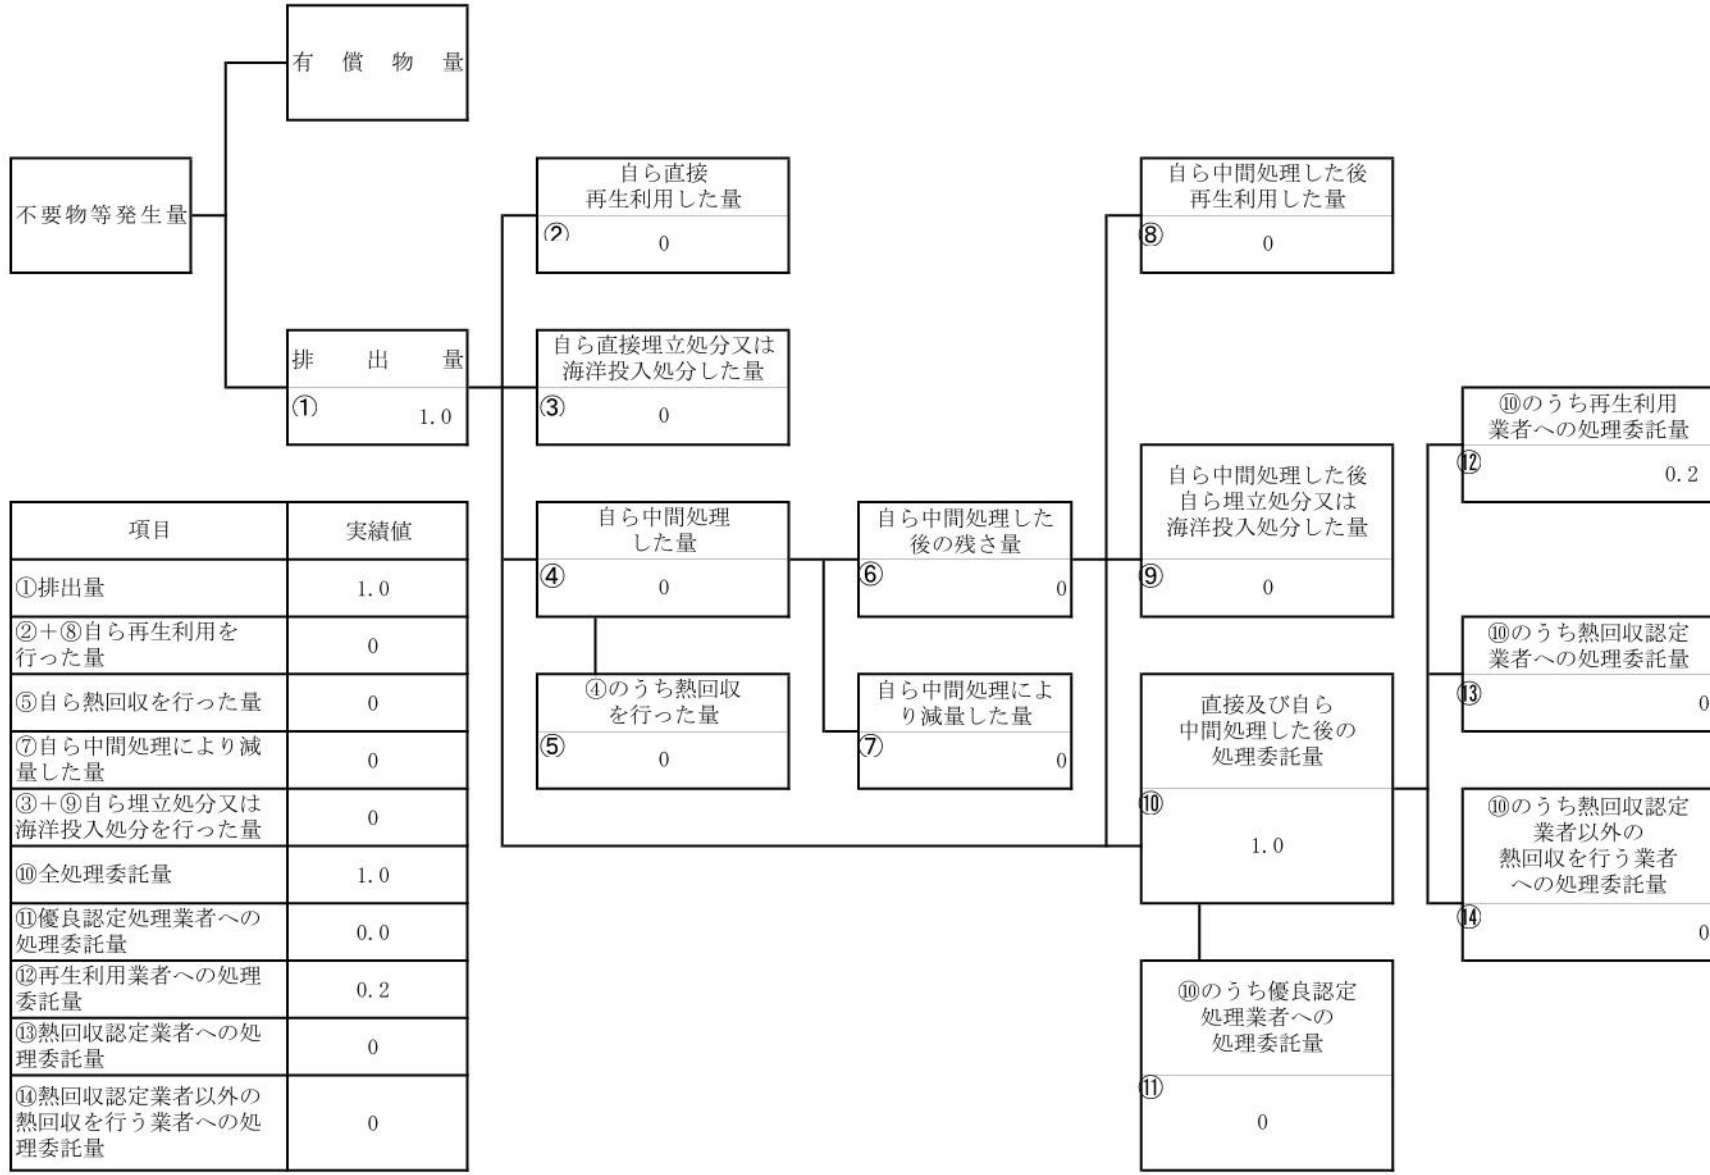 有償物量
不要物等発生量
排出量
①
1.0
自ら直接
再生利用した量
②
0
自ら直接埋立処分又は
海洋投入処分した量
③
0
自ら中間処理
した量
④
0
④のうち熱回収
を行った量
⑤
0
自ら中間処理した
後の残さ量
⑥
0
自ら中間処理によ
り減量した量
⑦
0
自ら中間処理した後
再生利用した量
⑧
0
自ら中間処理した後
自ら埋立処分又は
海洋投入処分した量
⑨
0
直接及び自ら
中間処理した後の
処理委託量
⑩
1.0
⑩のうち優良認定
処理業者への
処理委託量
⑪
0
⑩のうち再生利用
業者への処理委託量
⑫
0.2
⑩のうち熱回収認定
業者への処理委託量
⑬
0
⑩のうち熱回収認定
業者以外の
熱回収を行う業者
への処理委託量
⑭
0
項目 実績値
①排出量 1.0
②＋⑧自ら再生利用を
行った量 0
⑤自ら熱回収を行った量 0
⑦自ら中間処理により減
量した量 0
③＋⑨自ら埋立処分又は
海洋投入処分を行った量 0
⑩全処理委託量 1.0
⑪優良認定処理業者への
処理委託量 0.0
⑫再生利用業者への処理
委託量 0.2
⑬熱回収認定業者への処
理委託量 0
⑭熱回収認定業者以外の
熱回収を行う業者への処
理委託量 0